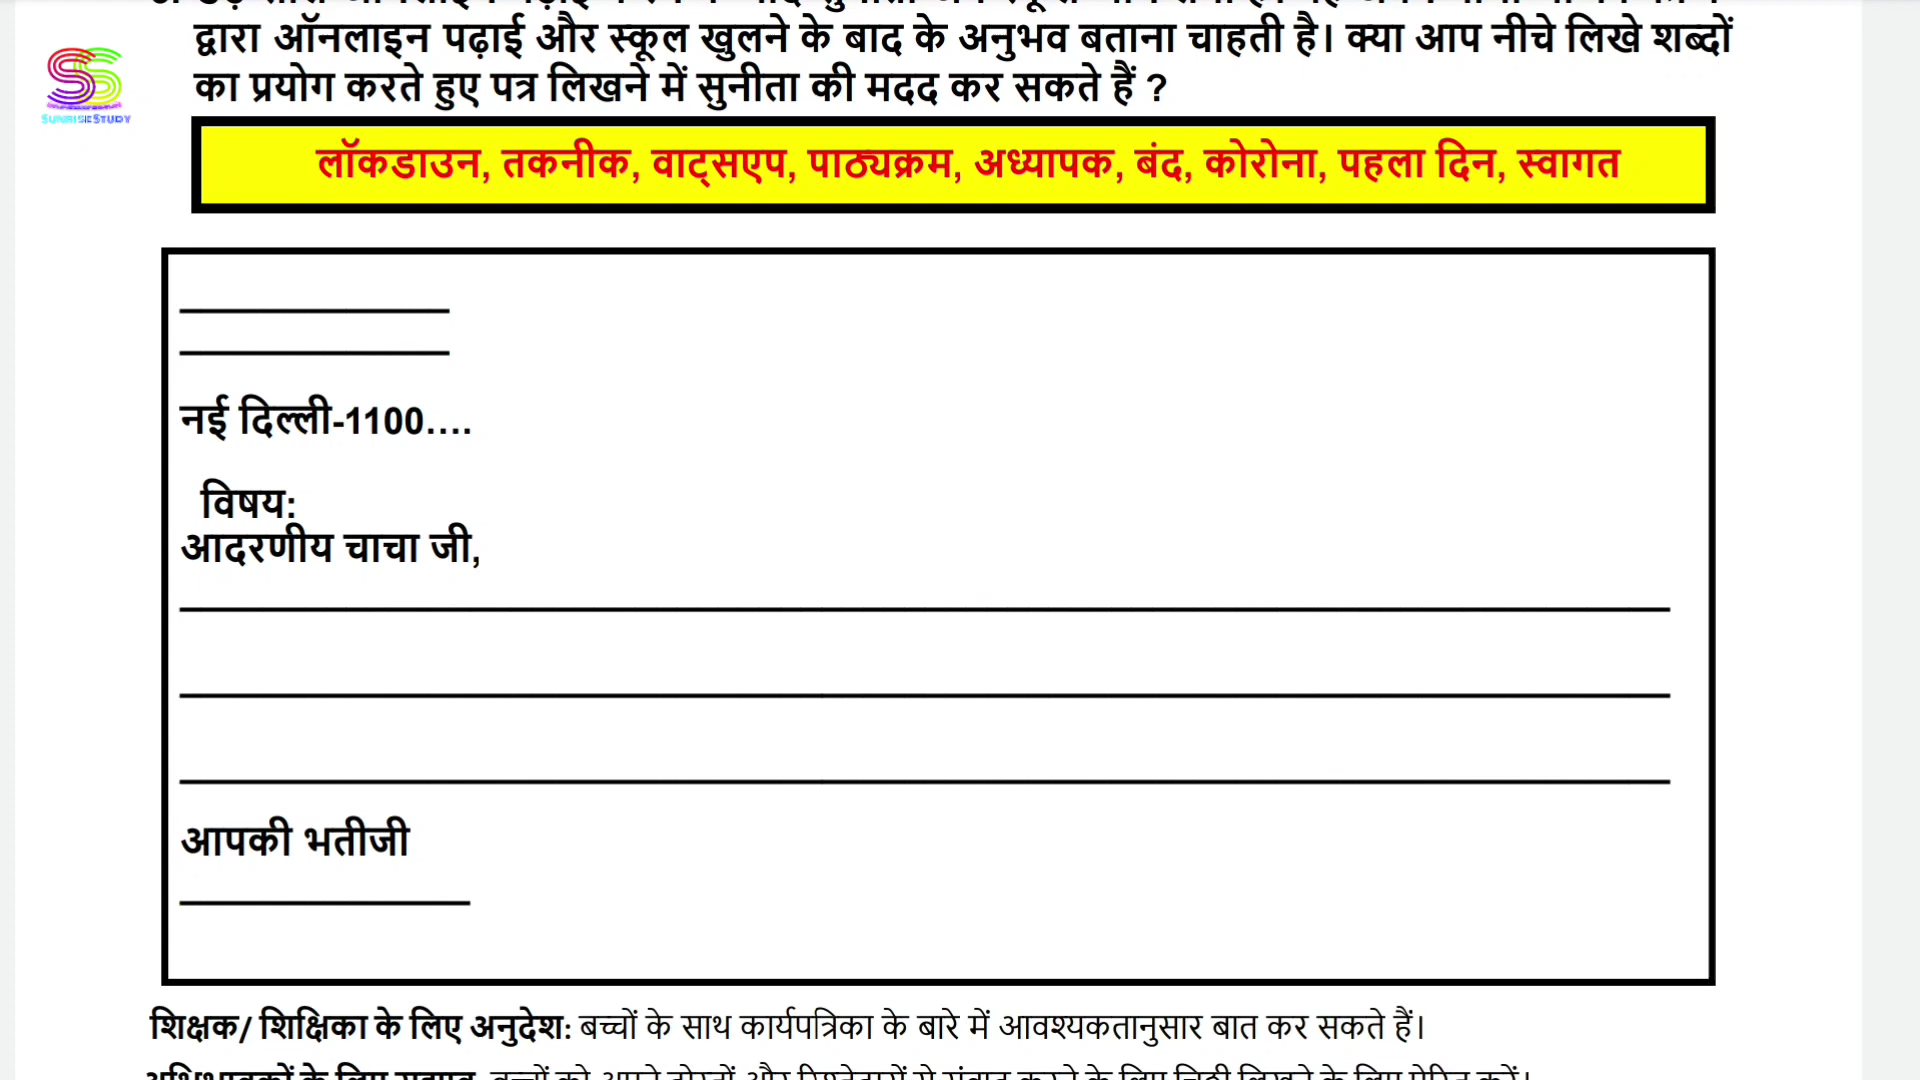 द्वारा ऑनलाइन पढ़ाई और स्कूल खुलने के बाद के अनुभव बताना चाहती है। क्या आप नीचे लिखे शब्दों
का प्रयोग करते हुए पत्र लिखने में सुनीता की मदद कर सकते हैं ?
SUNRISESTUDY
लॉकडाउन, तकनीक, वाट्सएप, पाठ्यक्रम, अध्यापक, बंद, कोरोना, पहला दिन, स्वागत
नई दिल्ली-1100....
विषय:
आदरणीय चाचा जी,
आपकी भतीजी
शिक्षक/ शिक्षिका के लिए अनुदेश: बच्चों के साथ कार्यपत्रिका के बारे में आवश्यकतानुसार बात कर सकते हैं।